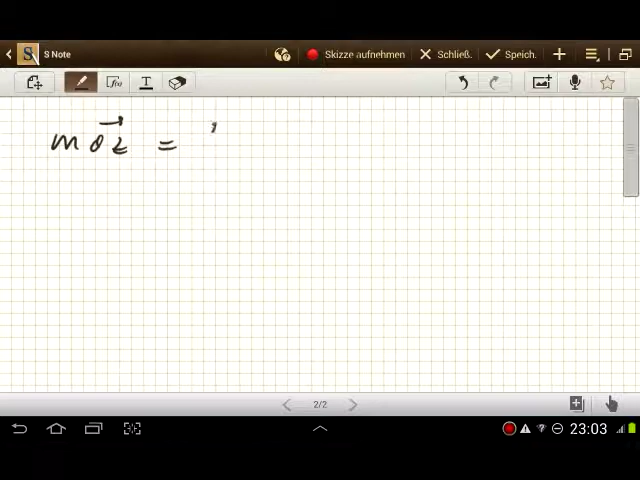 S Note
Skizze aufnehmen
Schließ.
Speich.
f(x)
T
m =
2/2
23:03